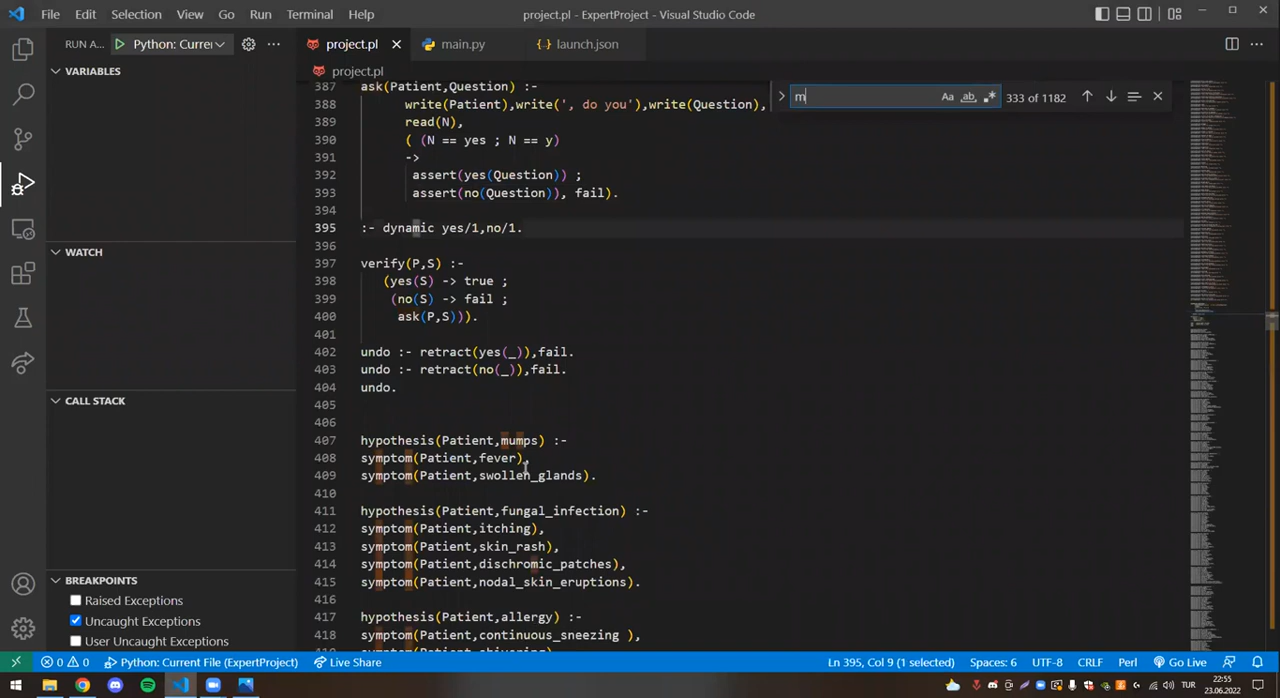 File Edit Selection View Go Run Terminal Help
project.pl - ExpertProject - Visual Studio Code
RUN A... Python: Curre ...
project.pl main.py launch.json
project.pl
m
Aa ab .* 333 of 1182
VARIABLES
WATCH
CALL STACK
BREAKPOINTS
Raised Exceptions
Uncaught Exceptions
User Uncaught Exceptions
387 ask(Patient,Question) :-
388 write(Patient),write(', do you'),write(Question),
389 read(N),
390 ( (N == yes ; N == y)
391 ->
392 assert(yes(Question)) ;
393 assert(no(Question)), fail).
394
395 :- dynamic yes/1,no/1.
396
397 verify(P,S) :-
398 (yes(S) -> true ;
399 (no(S) -> fail ;
400 ask(P,S))).
401
402 undo :- retract(yes(_)),fail.
403 undo :- retract(no(_)),fail.
404 undo.
405
406
407 hypothesis(Patient,mumps) :-
408 symptom(Patient,fever),
409 symptom(Patient,swollen_glands).
410
411 hypothesis(Patient,fungal_infection) :-
412 symptom(Patient,itching),
413 symptom(Patient,skin_rash),
414 symptom(Patient,dischromic_patches),
415 symptom(Patient,nodal_skin_eruptions).
416
417 hypothesis(Patient,allergy) :-
418 symptom(Patient,continuous_sneezing ),
0 0 Python: Current File (ExpertProject) Live Share
Ln 395, Col 9 (1 selected) Spaces: 6 UTF-8 CRLF Perl Go Live
TUR
22:55
23.06.2022